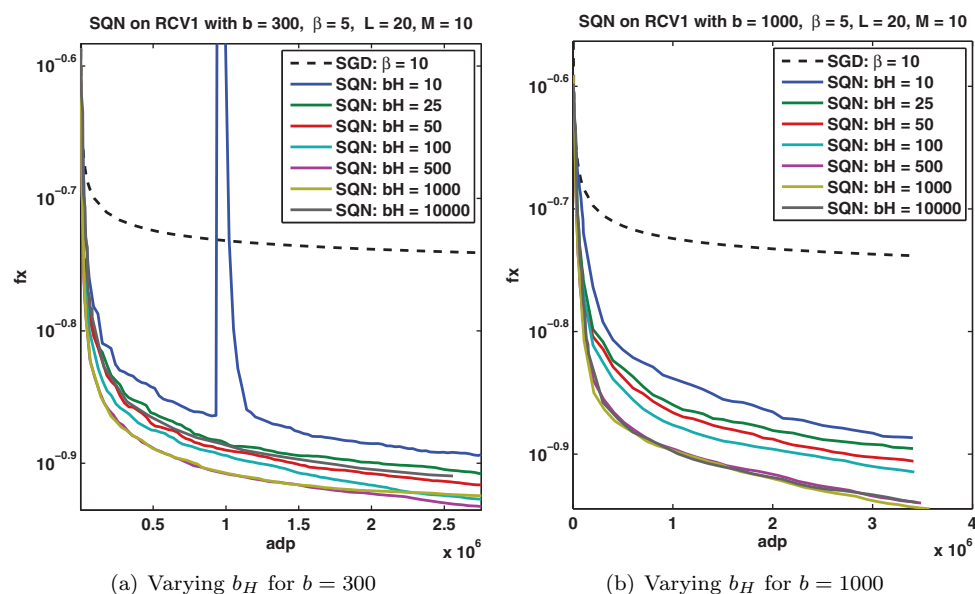 SQN on RCV1 with b = 300, β = 5, L = 20, M = 10
10^−0.6
10^−0.7
10^−0.8
10^−0.9
fx
SGD: β = 10
SQN: bH = 10
SQN: bH = 25
SQN: bH = 50
SQN: bH = 100
SQN: bH = 500
SQN: bH = 1000
SQN: bH = 10000
0.5 1 1.5 2 2.5
adp
x 10^6
(a) Varying b_H for b = 300
SQN on RCV1 with b = 1000, β = 5, L = 20, M = 10
10^−0.6
10^−0.7
10^−0.8
10^−0.9
fx
SGD: β = 10
SQN: bH = 10
SQN: bH = 25
SQN: bH = 50
SQN: bH = 100
SQN: bH = 500
SQN: bH = 1000
SQN: bH = 10000
0 1 2 3 4
adp
x 10^6
(b) Varying b_H for b = 1000